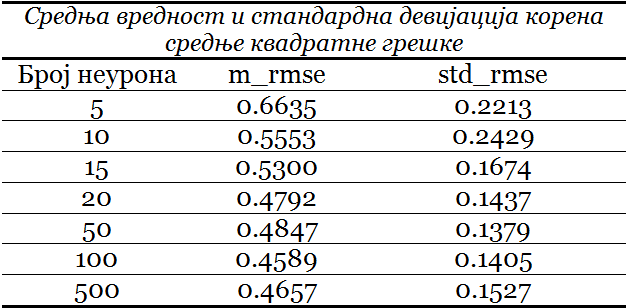 Средња вредност и стандардна девијација корена
средње квадратне грешке
Број неурона m_rmse std_rmse
5 0.6635 0.2213
10 0.5553 0.2429
15 0.5300 0.1674
20 0.4792 0.1437
50 0.4847 0.1379
100 0.4589 0.1405
500 0.4657 0.1527